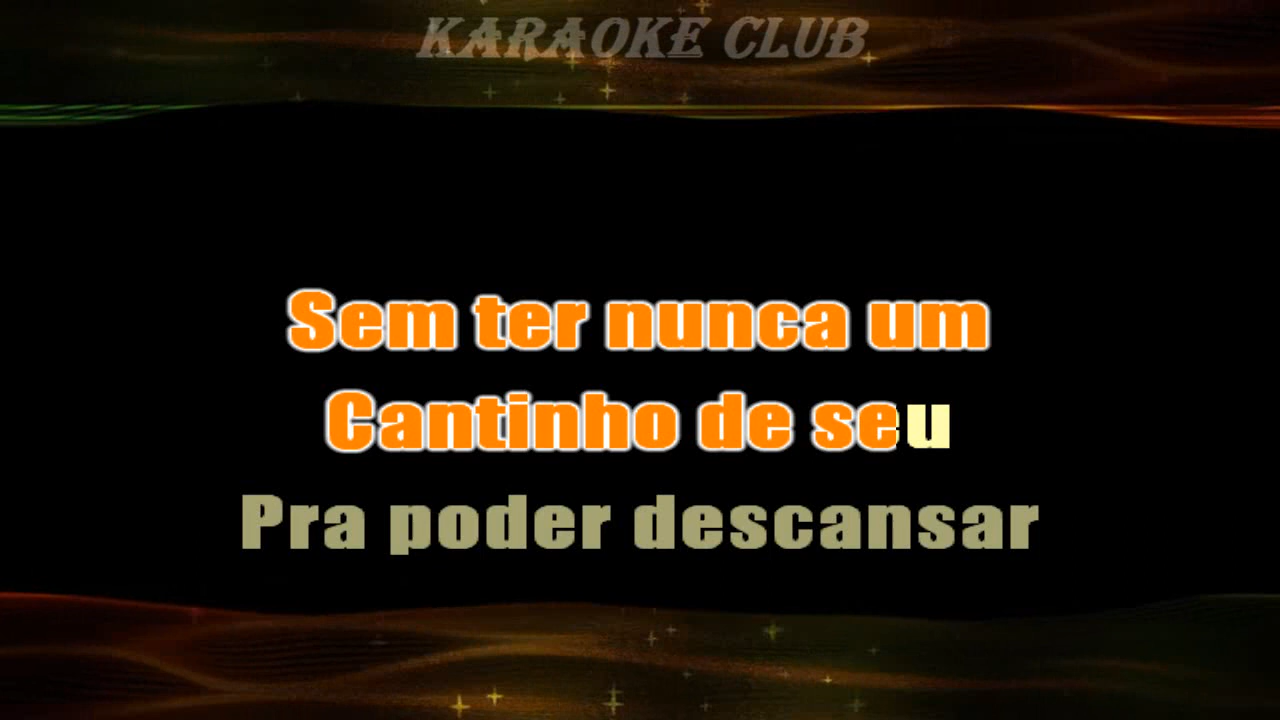 KARAOKE CLUB
Sem ter nunca um
Cantinho de seu
Pra poder descansar